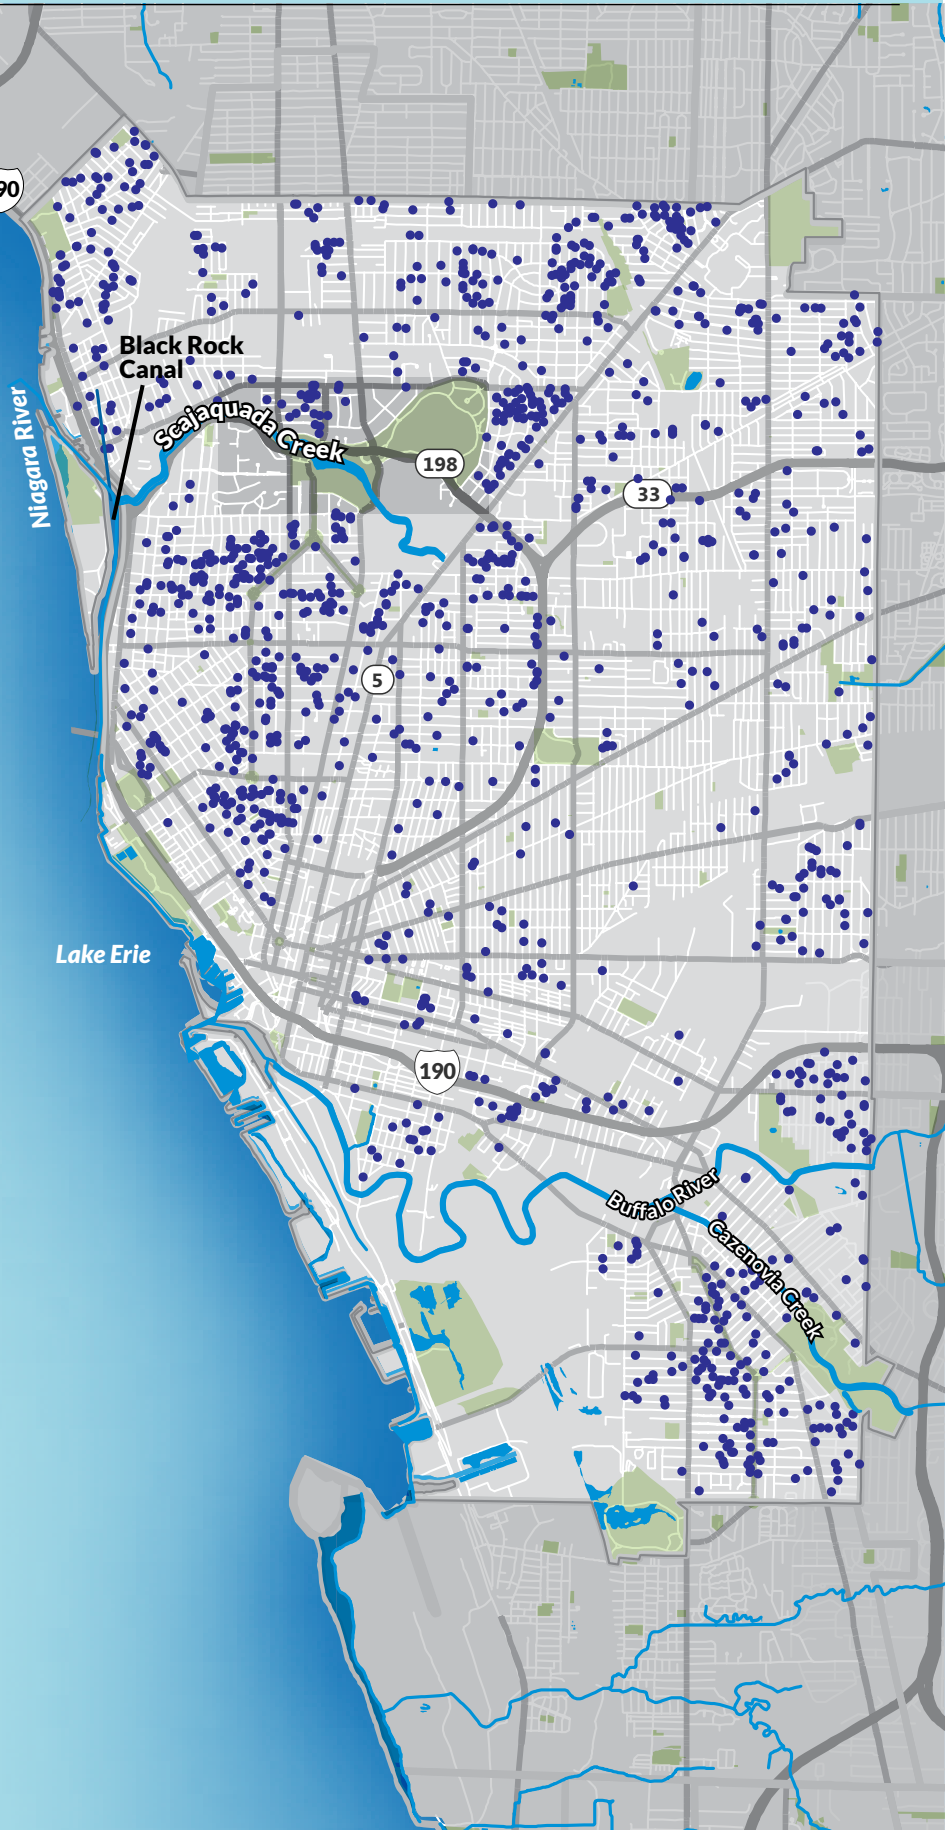 90
Black Rock
Canal
Niagara River
Scajaquada Creek
198
33
5
Lake Erie
190
Buffalo River
Cazenovia Creek